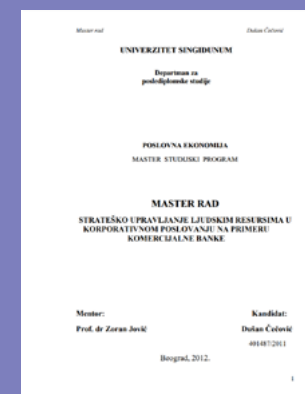 Master rad Dušan Čečović
UNIVERZITET SINGIDUNUM
Departman za
poslediplomske studije
POSLOVNA EKONOMIJA
MASTER STUDIJSKI PROGRAM
MASTER RAD
STRATEŠKO UPRAVLJANJE LJUDSKIM RESURSIMA U
KORPORATIVNOM POSLOVANJU NA PRIMERU
KOMERCIJALNE BANKE
Mentor: Kandidat:
Prof. dr Zoran Jović Dušan Čečović
401487/2011
Beograd, 2012.
1